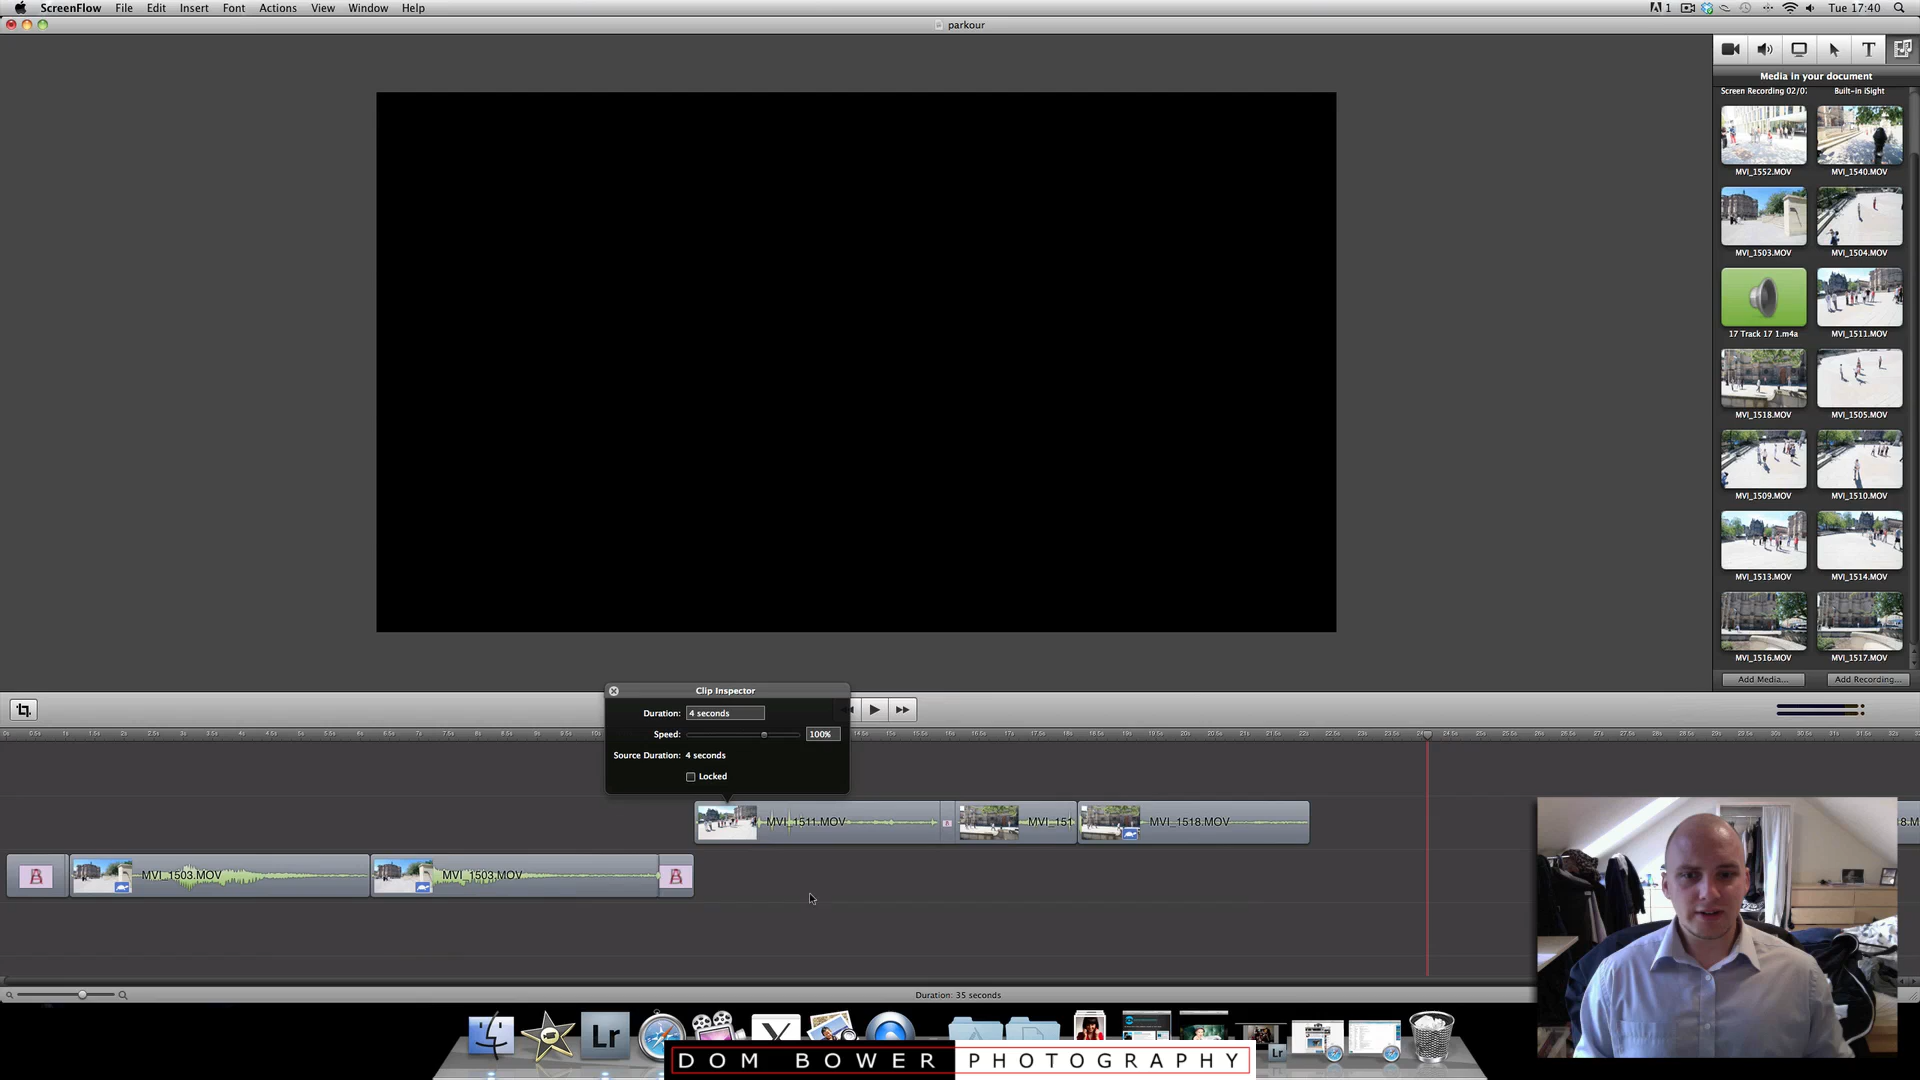 ScreenFlow File Edit Insert Font Actions View Window Help
1 Tue 17:40
parkour
Media in your document
Screen Recording 02/0 Built-in iSight
MVI_1552.MOV MVI_1540.MOV
MVI_1503.MOV MVI_1504.MOV
17 Track 17 1.m4a MVI_1511.MOV
MVI_1518.MOV MVI_1505.MOV
MVI_1509.MOV MVI_1510.MOV
MVI_1513.MOV MVI_1514.MOV
MVI_1516.MOV MVI_1517.MOV
Add Media... Add Recording...
Clip Inspector
Duration: 4 seconds
Speed: 100%
Source Duration: 4 seconds
Locked
MVI_1511.MOV MVI_151 MVI_1518.MOV
MVI_1503.MOV MVI_1503.MOV
Duration: 35 seconds
Lr
DOM BOWER PHOTOGRAPHY